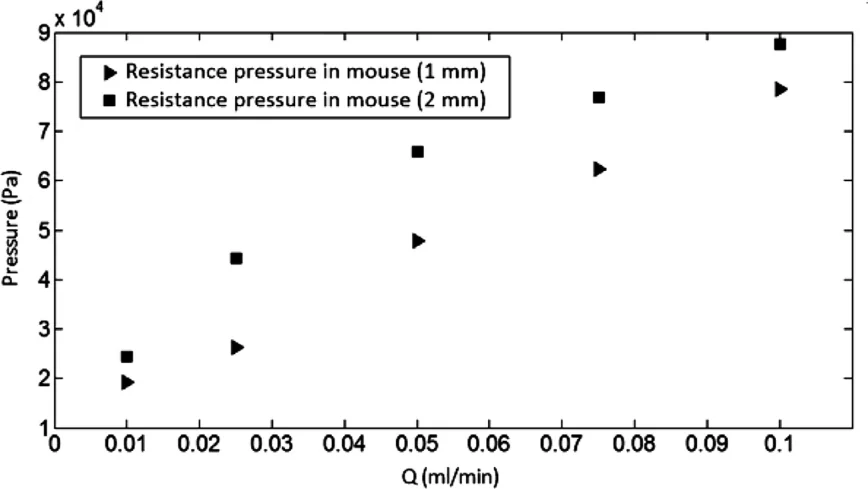 x 10⁴
9
8
7
6
5
4
3
2
1
Pressure (Pa)
Resistance pressure in mouse (1 mm)
Resistance pressure in mouse (2 mm)
0 0.01 0.02 0.03 0.04 0.05 0.06 0.07 0.08 0.09 0.1
Q (ml/min)